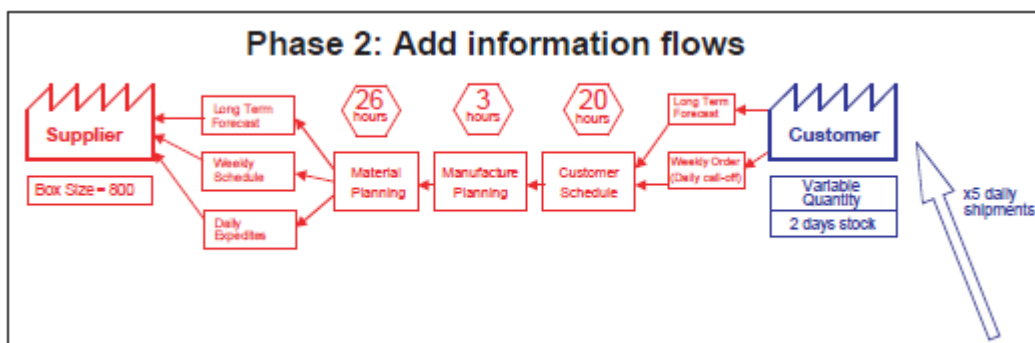 Phase 2: Add information flows
Supplier
Box Size = 800
Long Term
Forecast
Weekly
Schedule
Daily
Expedites
26
hours
Material
Planning
3
hours
Manufacture
Planning
20
hours
Customer
Schedule
Long Term
Forecast
Weekly Order
(Daily call-off)
Customer
Variable
Quantity
2 days stock
x5 daily
shipments